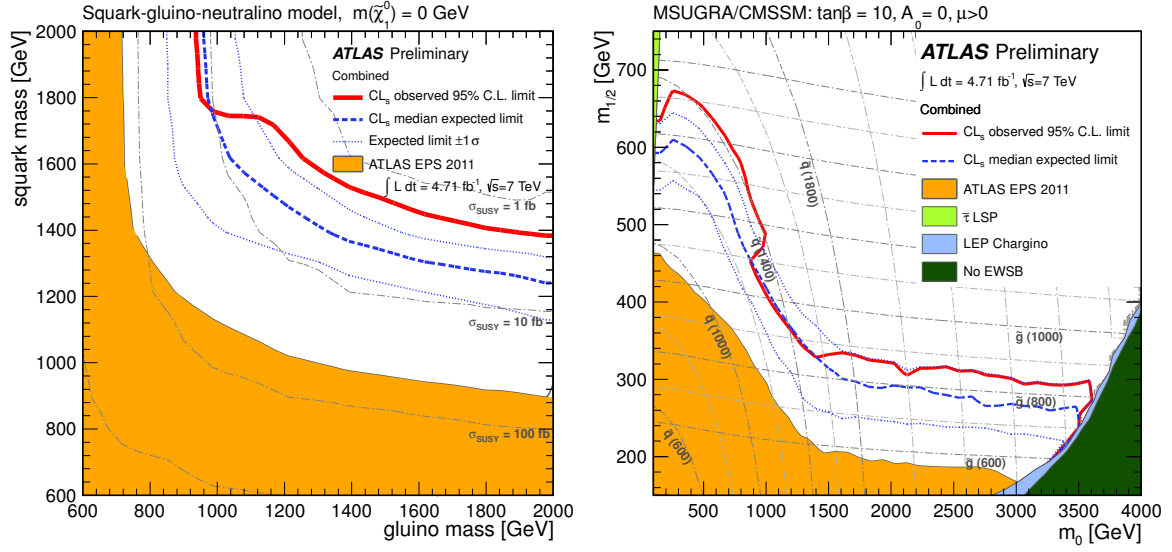 Squark-gluino-neutralino model, m(χ̃₁⁰) = 0 GeV
squark mass [GeV]
2000
1800
1600
1400
1200
1000
800
600
ATLAS Preliminary
Combined
CLₛ observed 95% C.L. limit
CLₛ median expected limit
Expected limit ±1 σ
ATLAS EPS 2011
∫ L dt = 4.71 fb⁻¹, √s=7 TeV
σ_SUSY = 1 fb
σ_SUSY = 10 fb
σ_SUSY = 100 fb
600 800 1000 1200 1400 1600 1800 2000
gluino mass [GeV]
MSUGRA/CMSSM: tanβ = 10, A₀ = 0, μ>0
m₁/₂ [GeV]
700
600
500
400
300
200
ATLAS Preliminary
∫ L dt = 4.71 fb⁻¹, √s=7 TeV
Combined
CLₛ observed 95% C.L. limit
CLₛ median expected limit
ATLAS EPS 2011
τ̃ LSP
LEP Chargino
No EWSB
q̃ (1800)
q̃ (1400)
q̃ (1000)
q̃ (600)
g̃ (1000)
g̃ (800)
g̃ (600)
500 1000 1500 2000 2500 3000 3500 4000
m₀ [GeV]